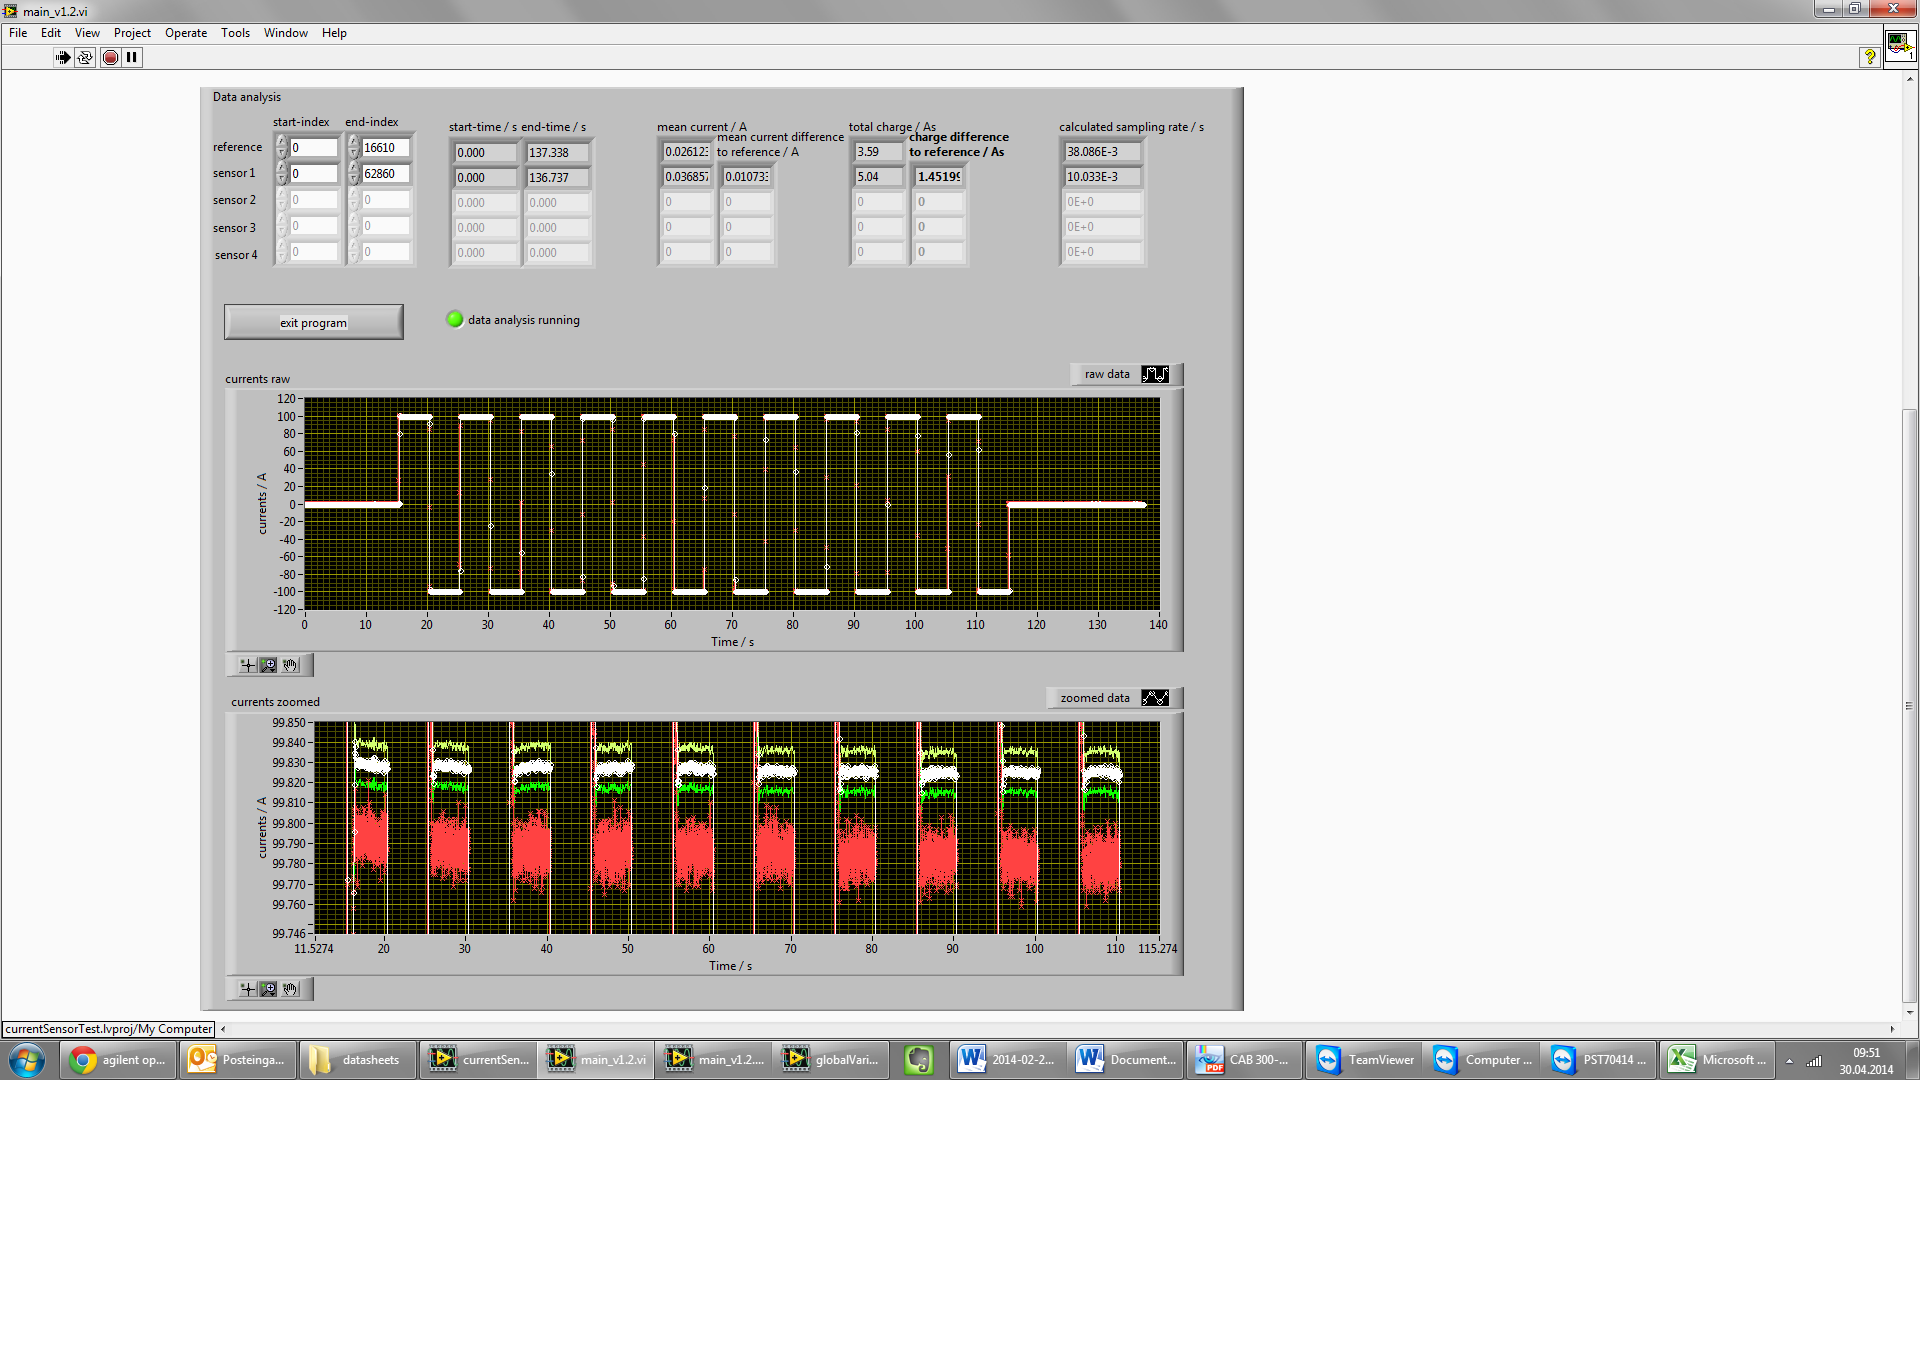 main_v1.2.vi
File Edit View Project Operate Tools Window Help
Data analysis
start-index end-index start-time / s end-time / s mean current / A total charge / As calculated sampling rate / s
mean current difference to reference / A charge difference to reference / As
reference 0 16610 0.000 137.338 0.02612 3.59 38.086E-3
sensor 1 0 62860 0.000 136.737 0.03685 0.01073 5.04 1.4519 10.033E-3
sensor 2 0 0 0.000 0.000 0 0 0 0 0E+0
sensor 3 0 0 0.000 0.000 0 0 0 0 0E+0
sensor 4 0 0 0.000 0.000 0 0 0 0 0E+0
exit program data analysis running
currents raw raw data
120
100
80
60
40
20
0
-20
-40
-60
-80
-100
-120
currents / A
0 10 20 30 40 50 60 70 80 90 100 110 120 130 140
Time / s
currents zoomed zoomed data
99.850
99.840
99.830
99.820
99.810
99.800
99.790
99.780
99.770
99.760
99.746
currents / A
11.5274 20 30 40 50 60 70 80 90 100 110 115.274
Time / s
currentSensorTest.lvproj/My Computer
agilent op... Posteinga... datasheets currentSen... main_v1.2.vi main_v1.2.... globalVari... 2014-02-2... Document... CAB 300-... TeamViewer Computer ... PST70414 ... Microsoft ... 09:51
30.04.2014